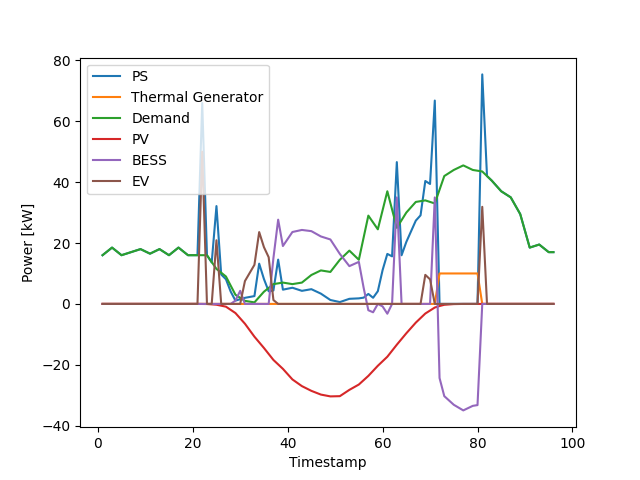 80
60
40
20
0
−20
−40
Power [kW]
PS
Thermal Generator
Demand
PV
BESS
EV
0 20 40 60 80 100
Timestamp